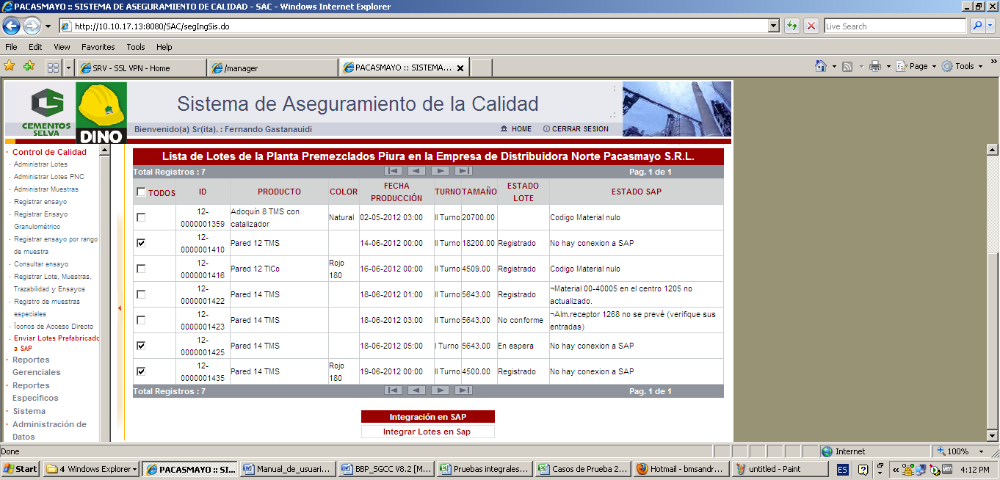 PACASMAYO :: SISTEMA DE ASEGURAMIENTO DE CALIDAD - SAC - Windows Internet Explorer
http://10.10.17.13:8080/SAC/segIngSis.do
Live Search
File Edit View Favorites Tools Help
SRV - SSL VPN - Home
/manager
PACASMAYO :: SISTEMA...
Page
Tools
CEMENTOS
SELVA
DINO
Sistema de Aseguramiento de la Calidad
Bienvenido(a) Sr(ita). : Fernando Gastanauidi
HOME
CERRAR SESION
Control de Calidad
Administrar Lotes
Administrar Lotes PNC
Administrar Muestras
Registrar ensayo
Registrar Ensayo
Granulométrico
Registrar ensayo por rango
de muestra
Consultar ensayo
Registrar Lote, Muestras,
Trazabilidad y Ensayos
Registro de muestras
especiales
Íconos de Acceso Directo
Enviar Lotes Prefabricado
a SAP
Reportes
Gerenciales
Reportes
Específicos
Sistema
Administración de
Datos
Lista de Lotes de la Planta Premezclados Piura en la Empresa de Distribuidora Norte Pacasmayo S.R.L.
Total Registros : 7 Pag. 1 de 1
TODOS ID PRODUCTO COLOR FECHA PRODUCCIÓN TURNO TAMAÑO ESTADO LOTE ESTADO SAP
12-0000001359 Adoquín 8 TMS con catalizador Natural 02-05-2012 03:00 II Turno 20700.00 Codigo Material nulo
12-0000001410 Pared 12 TMS 14-06-2012 00:00 II Turno 18200.00 Registrado No hay conexion a SAP
12-0000001416 Pared 12 TICo Rojo 180 16-06-2012 00:00 II Turno 4509.00 Registrado Codigo Material nulo
12-0000001422 Pared 14 TMS 18-06-2012 01:00 II Turno 5643.00 Registrado ¬Material 00-40005 en el centro 1205 no actualizado.
12-0000001423 Pared 14 TMS 18-06-2012 03:00 II Turno 5643.00 No conforme ¬Alm.receptor 1268 no se prevé (verifique sus entradas)
12-0000001425 Pared 14 TMS 18-06-2012 05:00 I Turno 5643.00 En espera No hay conexion a SAP
12-0000001435 Pared 14 TMS Rojo 180 19-06-2012 00:00 II Turno 4500.00 Registrado No hay conexion a SAP
Total Registros : 7 Pag. 1 de 1
Integración en SAP
Integrar Lotes en Sap
Done
Internet
100%
Start
4 Windows Explorer
PACASMAYO :: SI...
Manual_de_usuari...
BBP_SGCC V8.2 [M...
Pruebas integrales...
Casos de Prueba 2...
Hotmail - bmsandr...
untitled - Paint
ES
4:12 PM